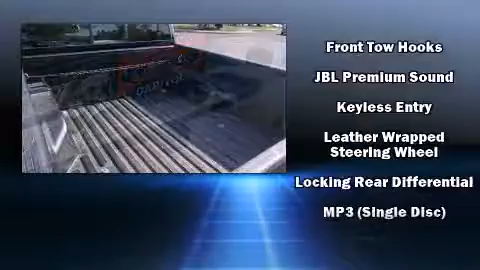 Front Tow Hooks
JBL Premium Sound
Keyless Entry
Leather Wrapped
Steering Wheel
Locking Rear Differential
MP3 (Single Disc)